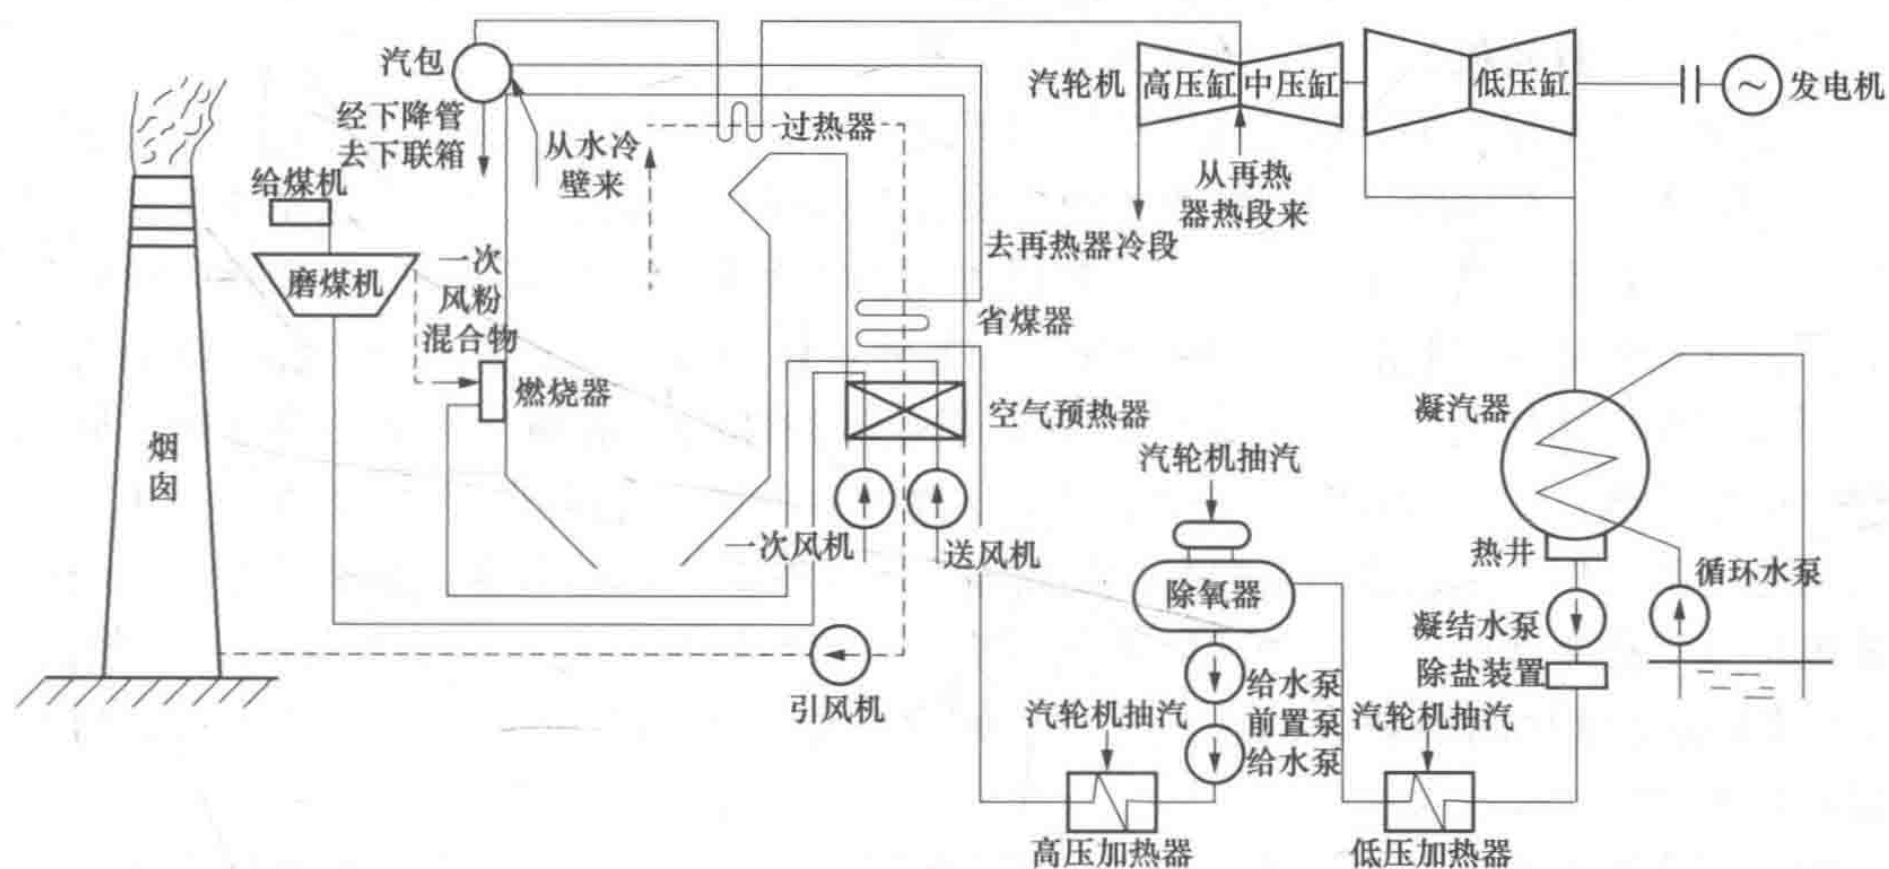 汽包
经下降管
去下联箱
从水冷
壁来
过热器
汽轮机
高压缸
中压缸
低压缸
发电机
从再热
器热段来
去再热器冷段
给煤机
磨煤机
一次
风粉
混合物
燃烧器
省煤器
空气预热器
烟
囱
一次风机
送风机
引风机
汽轮机抽汽
除氧器
给水泵
前置泵
给水泵
汽轮机抽汽
高压加热器
汽轮机抽汽
低压加热器
凝汽器
热井
循环水泵
凝结水泵
除盐装置